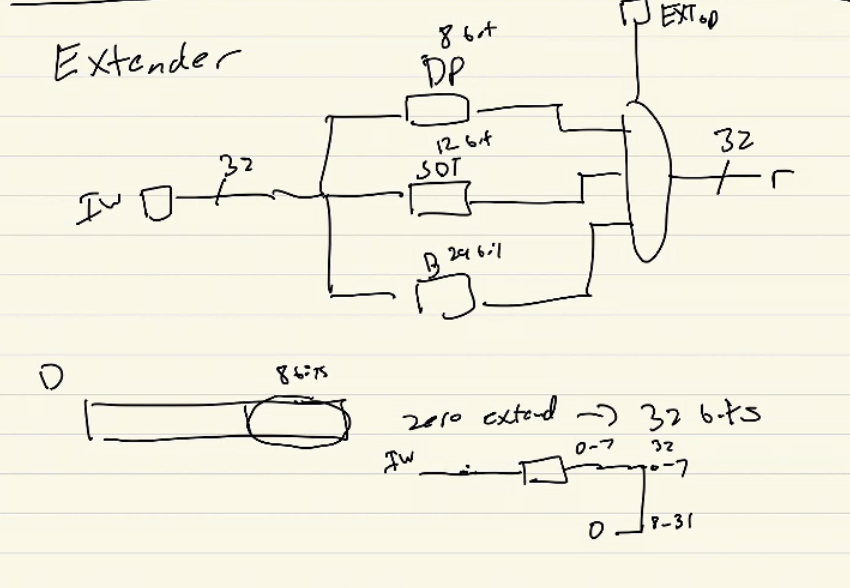 Extender
8 bit
DP
EXTop
32
12 bit
SDT
32
Iw
r
B 24 bit
0
8 bits
zero extend → 32 bits
Iw
0-7
32
0-7
0
8-31